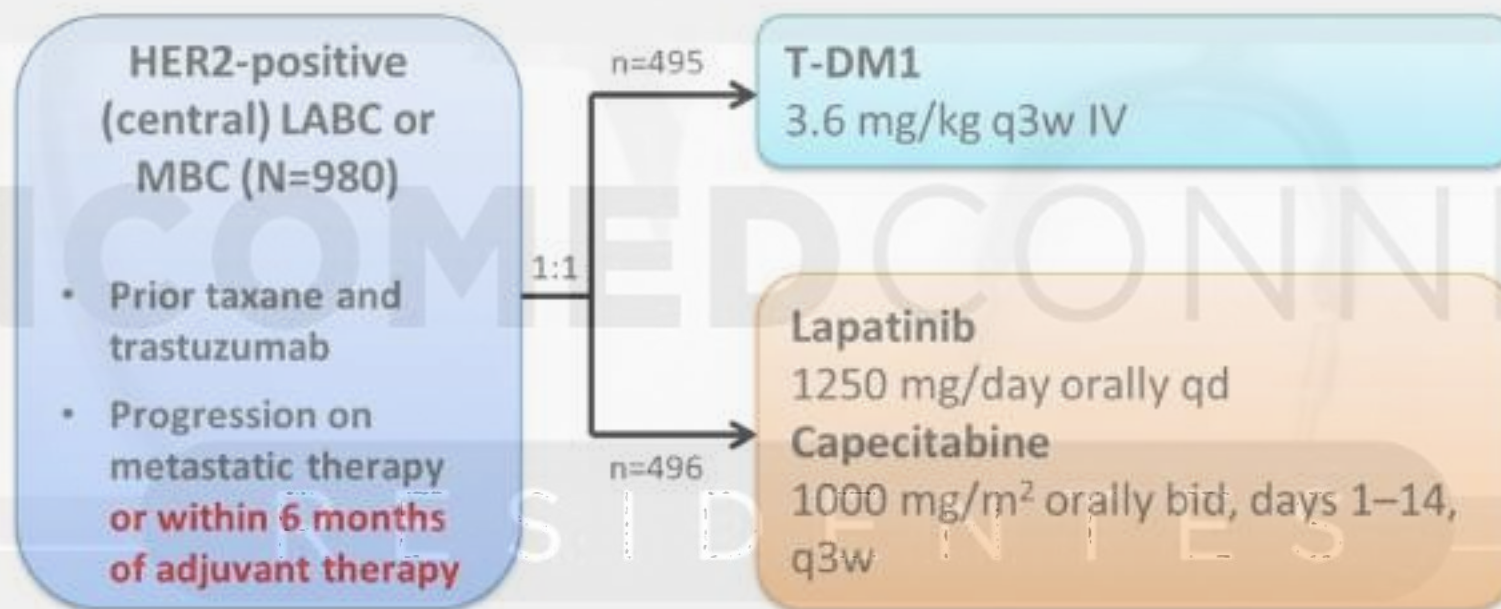 HER2-positive
(central) LABC or
MBC (N=980)
• Prior taxane and
trastuzumab
• Progression on
metastatic therapy
or within 6 months
of adjuvant therapy
1:1
n=495
n=496
T-DM1
3.6 mg/kg q3w IV
Lapatinib
1250 mg/day orally qd
Capecitabine
1000 mg/m² orally bid, days 1–14,
q3w
ICOMEDCONN
RESIDENTES